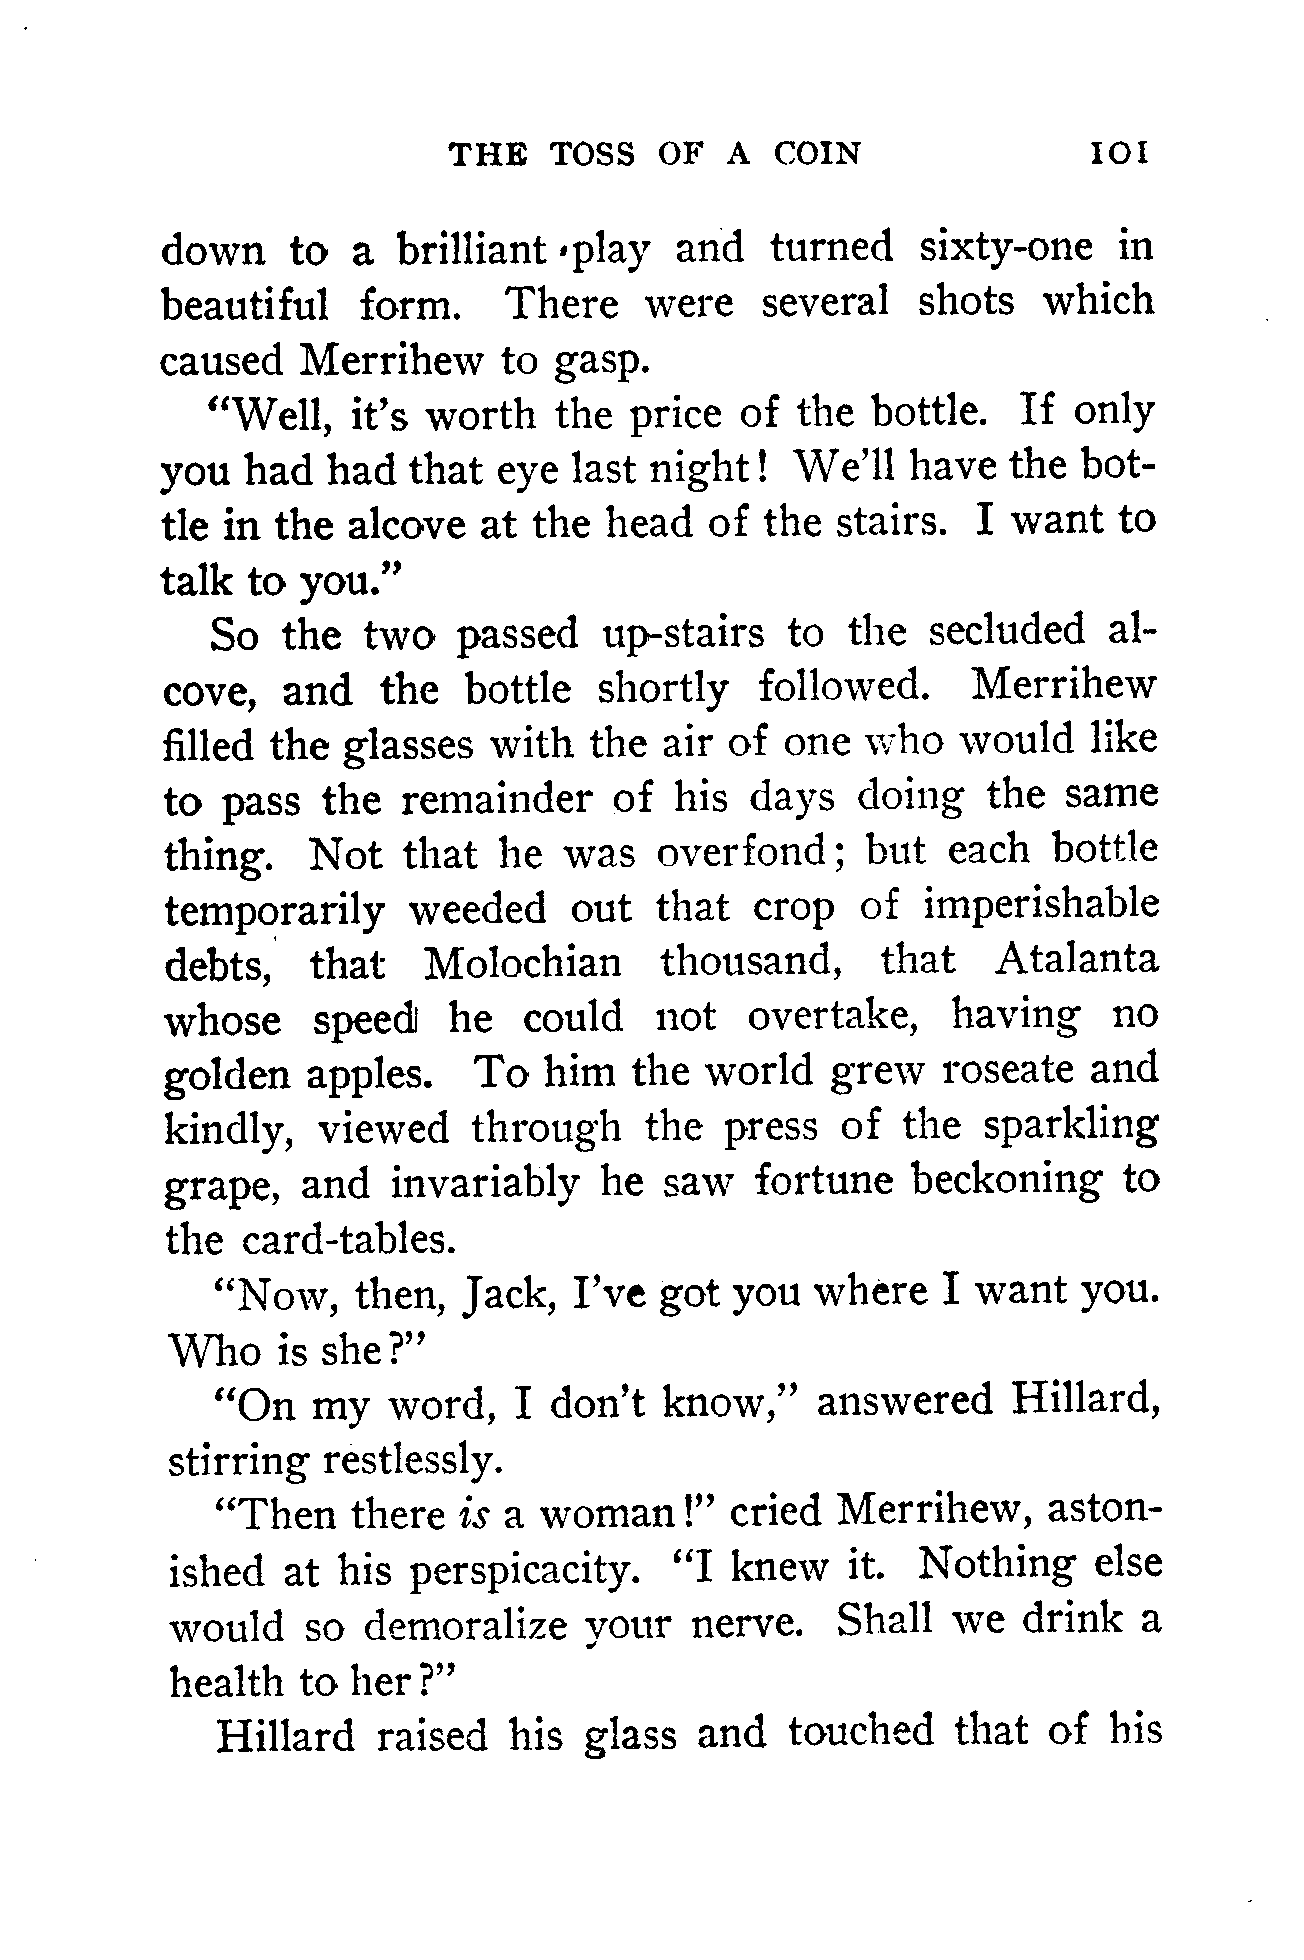 THE TOSS OF A COIN 101
down to a brilliant play and turned sixty-one in
beautiful form. There were several shots which
caused Merrihew to gasp.
"Well, it's worth the price of the bottle. If only
you had had that eye last night! We'll have the bot-
tle in the alcove at the head of the stairs. I want to
talk to you."
So the two passed up-stairs to the secluded al-
cove, and the bottle shortly followed. Merrihew
filled the glasses with the air of one who would like
to pass the remainder of his days doing the same
thing. Not that he was overfond; but each bottle
temporarily weeded out that crop of imperishable
debts, that Molochian thousand, that Atalanta
whose speed he could not overtake, having no
golden apples. To him the world grew roseate and
kindly, viewed through the press of the sparkling
grape, and invariably he saw fortune beckoning to
the card-tables.
"Now, then, Jack, I've got you where I want you.
Who is she?"
"On my word, I don't know," answered Hillard,
stirring restlessly.
"Then there is a woman!" cried Merrihew, aston-
ished at his perspicacity. "I knew it. Nothing else
would so demoralize your nerve. Shall we drink a
health to her?"
Hillard raised his glass and touched that of his